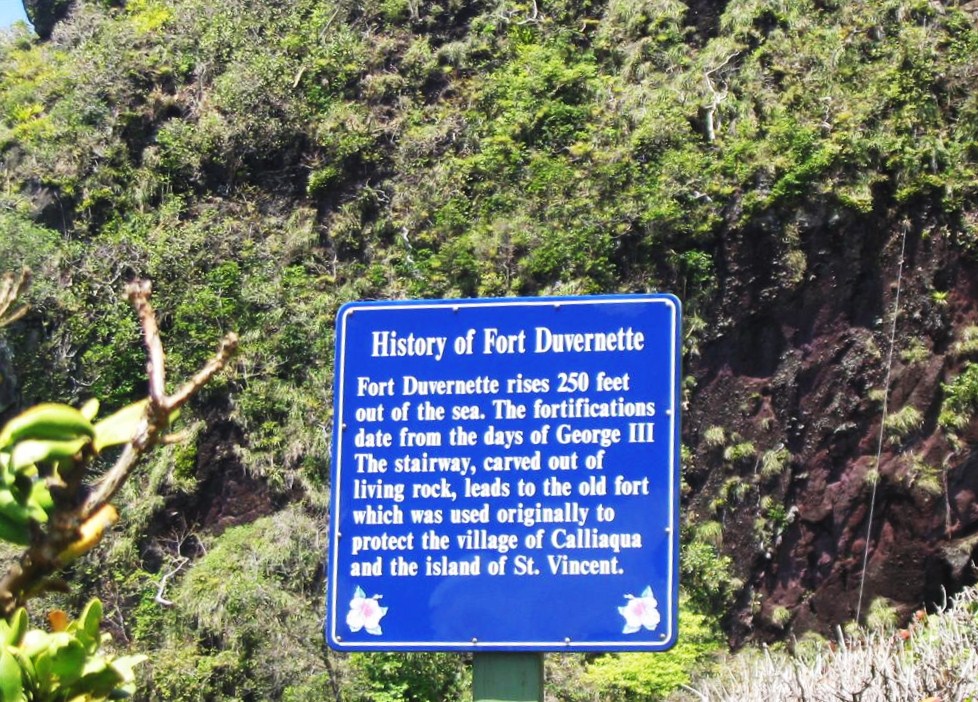 History of Fort Duvernette
Fort Duvernette rises 250 feet
out of the sea. The fortifications
date from the days of George III
The stairway, carved out of
living rock, leads to the old fort
which was used originally to
protect the village of Calliaqua
and the island of St. Vincent.